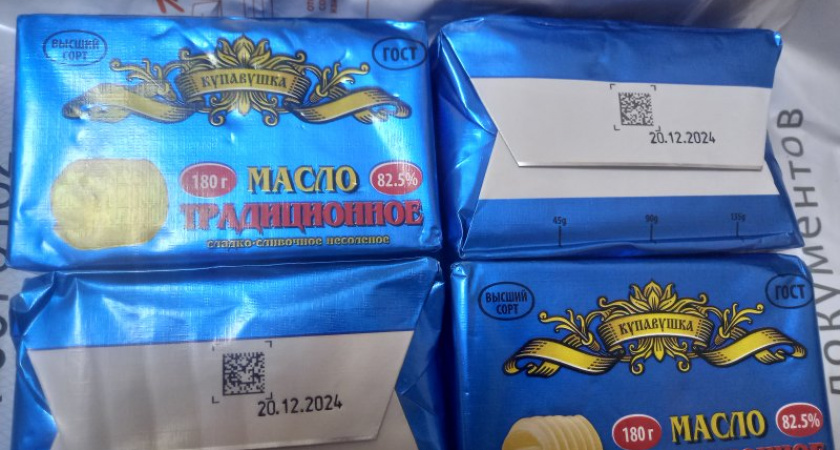 ВЫСШИЙ
СОРТ
КУПАВУШКА
ГОСТ
180 г МАСЛО 82.5%
ТРАДИЦИОННОЕ
сладко-сливочное несоленое
20.12.2024
45g 90g 135g
20.12.2024
ВЫСШИЙ
СОРТ
КУПАВУШКА
ГОСТ
180 г МАСЛО 82.5%
ДОКУМЕНТОВ